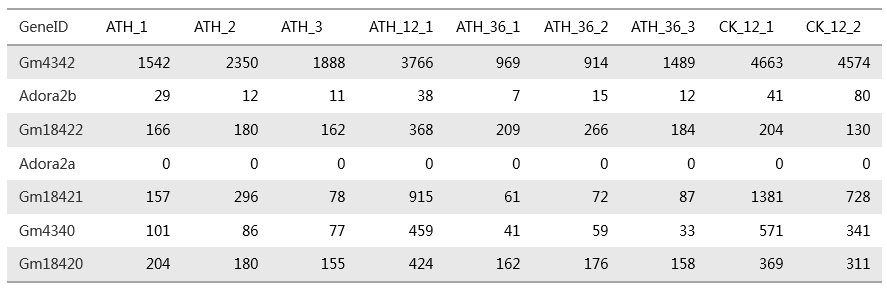 GeneID ATH_1 ATH_2 ATH_3 ATH_12_1 ATH_36_1 ATH_36_2 ATH_36_3 CK_12_1 CK_12_2
Gm4342 1542 2350 1888 3766 969 914 1489 4663 4574
Adora2b 29 12 11 38 7 15 12 41 80
Gm18422 166 180 162 368 209 266 184 204 130
Adora2a 0 0 0 0 0 0 0 0 0
Gm18421 157 296 78 915 61 72 87 1381 728
Gm4340 101 86 77 459 41 59 33 571 341
Gm18420 204 180 155 424 162 176 158 369 311